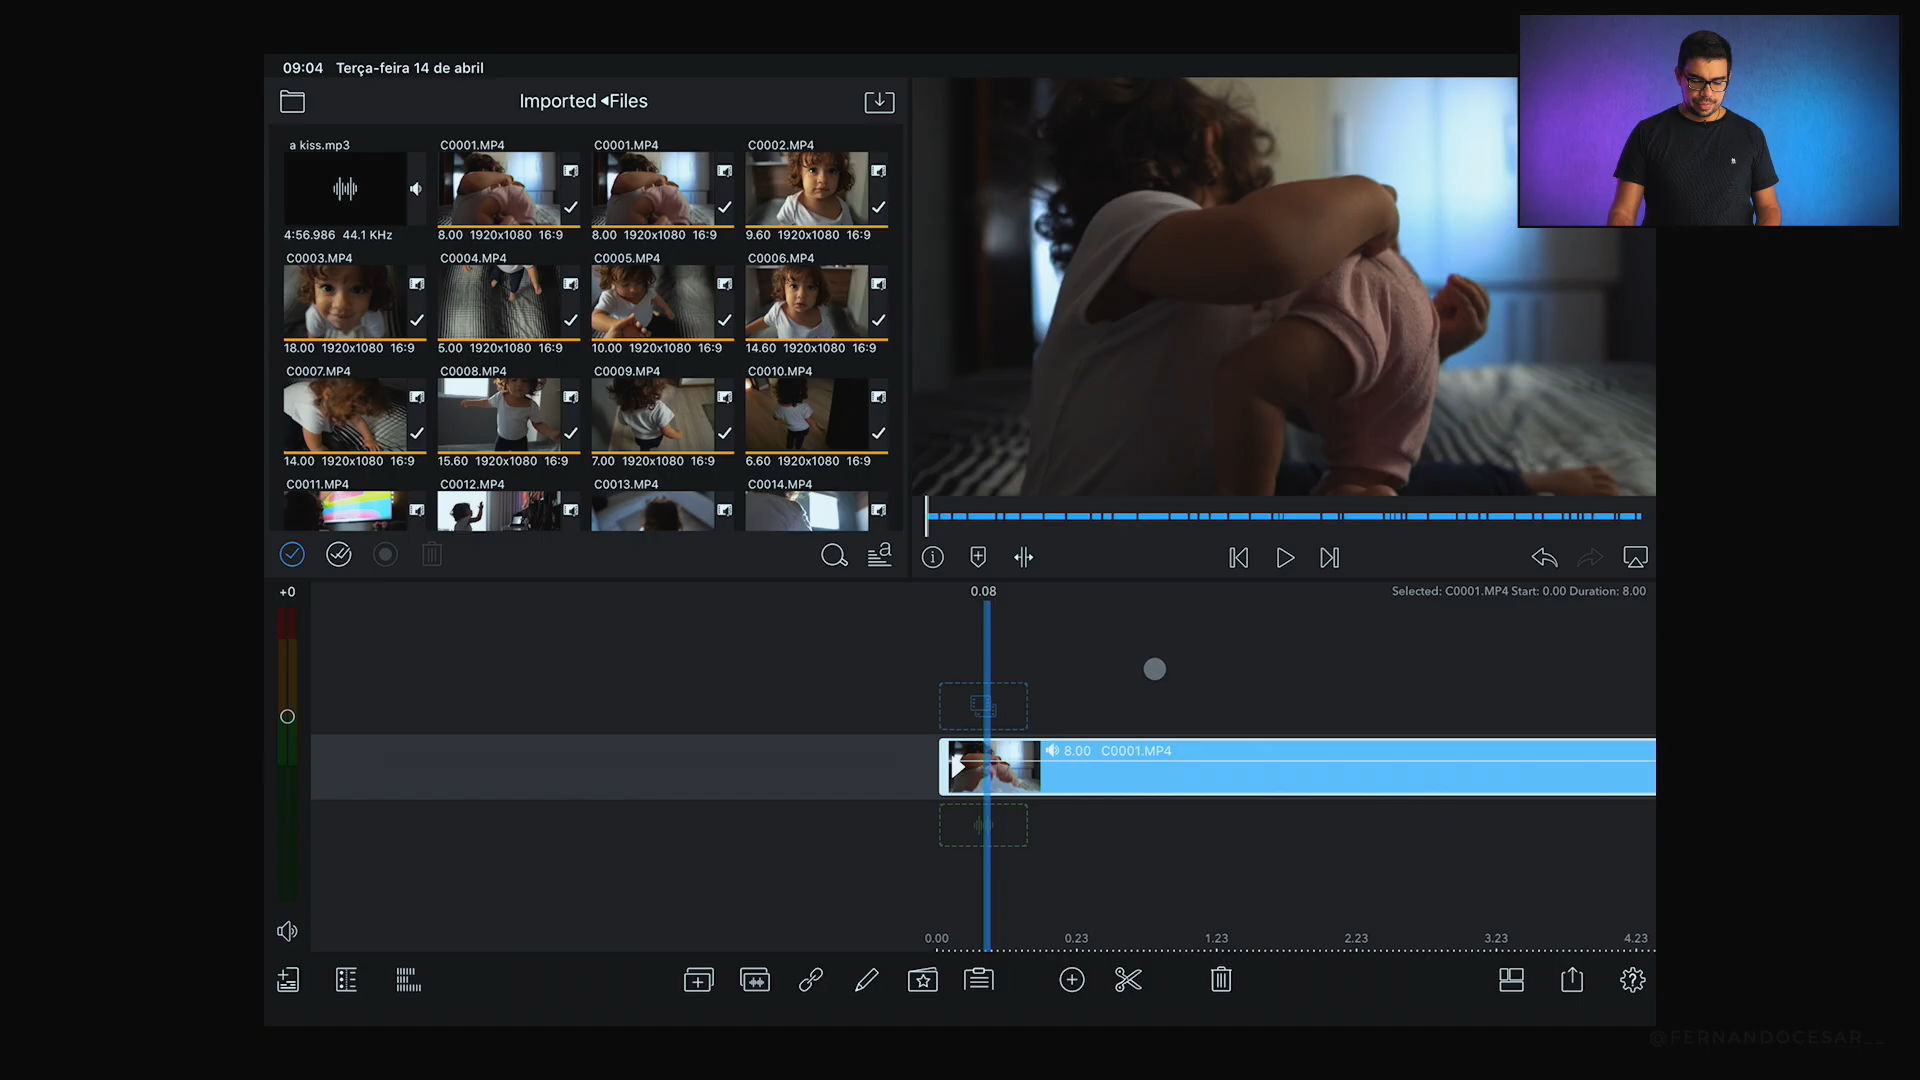 09:04 Terça-feira 14 de abril
Imported ◂Files
a kiss.mp3
C0001.MP4
C0001.MP4
C0002.MP4
4:56.986 44.1 KHz
8.00 1920x1080 16:9
8.00 1920x1080 16:9
9.60 1920x1080 16:9
C0003.MP4
C0004.MP4
C0005.MP4
C0006.MP4
18.00 1920x1080 16:9
5.00 1920x1080 16:9
10.00 1920x1080 16:9
14.60 1920x1080 16:9
C0007.MP4
C0008.MP4
C0009.MP4
C0010.MP4
14.00 1920x1080 16:9
15.60 1920x1080 16:9
7.00 1920x1080 16:9
6.60 1920x1080 16:9
C0011.MP4
C0012.MP4
C0013.MP4
C0014.MP4
+0
0.08
Selected: C0001.MP4 Start: 0.00 Duration: 8.00
8.00 C0001.MP4
0.00
0.23
1.23
2.23
3.23
4.23
@FERNANDOCESAR__